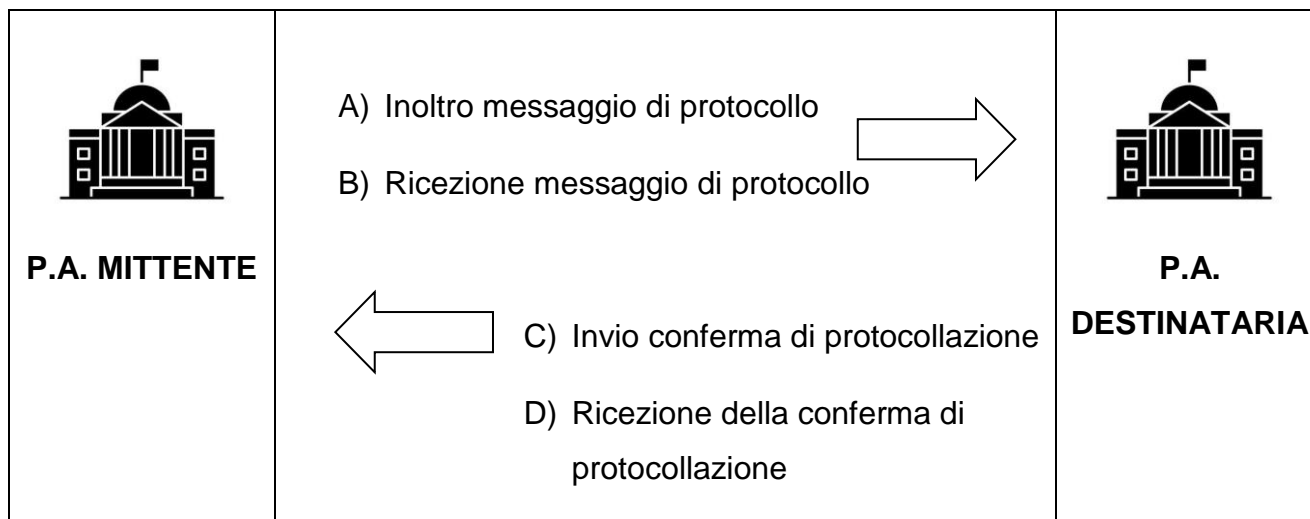 P.A. MITTENTE
A) Inoltro messaggio di protocollo
B) Ricezione messaggio di protocollo
C) Invio conferma di protocollazione
D) Ricezione della conferma di
protocollazione
P.A.
DESTINATARIA